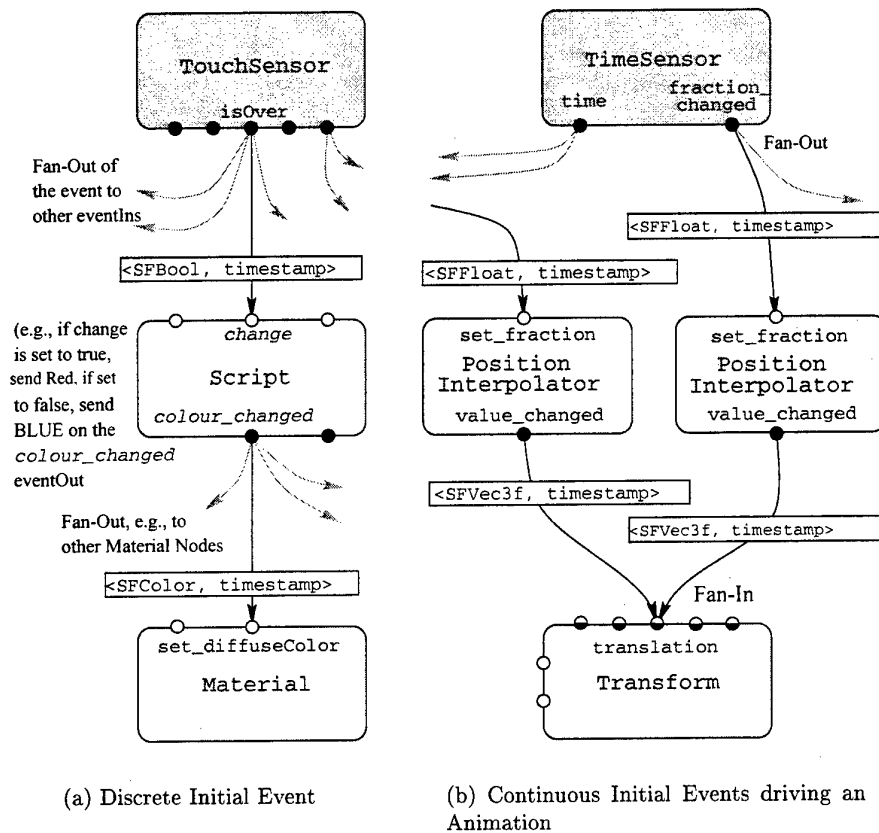 TouchSensor
isOver
Fan-Out of
the event to
other eventIns
<SFBool, timestamp>
(e.g., if change
is set to true,
send Red, if set
to false, send
BLUE on the
colour_changed
eventOut
change
Script
colour_changed
Fan-Out, e.g., to
other Material Nodes
<SFColor, timestamp>
set_diffuseColor
Material
(a) Discrete Initial Event
TimeSensor
time
fraction_
changed
Fan-Out
<SFFloat, timestamp>
<SFFloat, timestamp>
set_fraction
Position
Interpolator
value_changed
set_fraction
Position
Interpolator
value_changed
<SFVec3f, timestamp>
<SFVec3f, timestamp>
Fan-In
translation
Transform
(b) Continuous Initial Events driving an
Animation